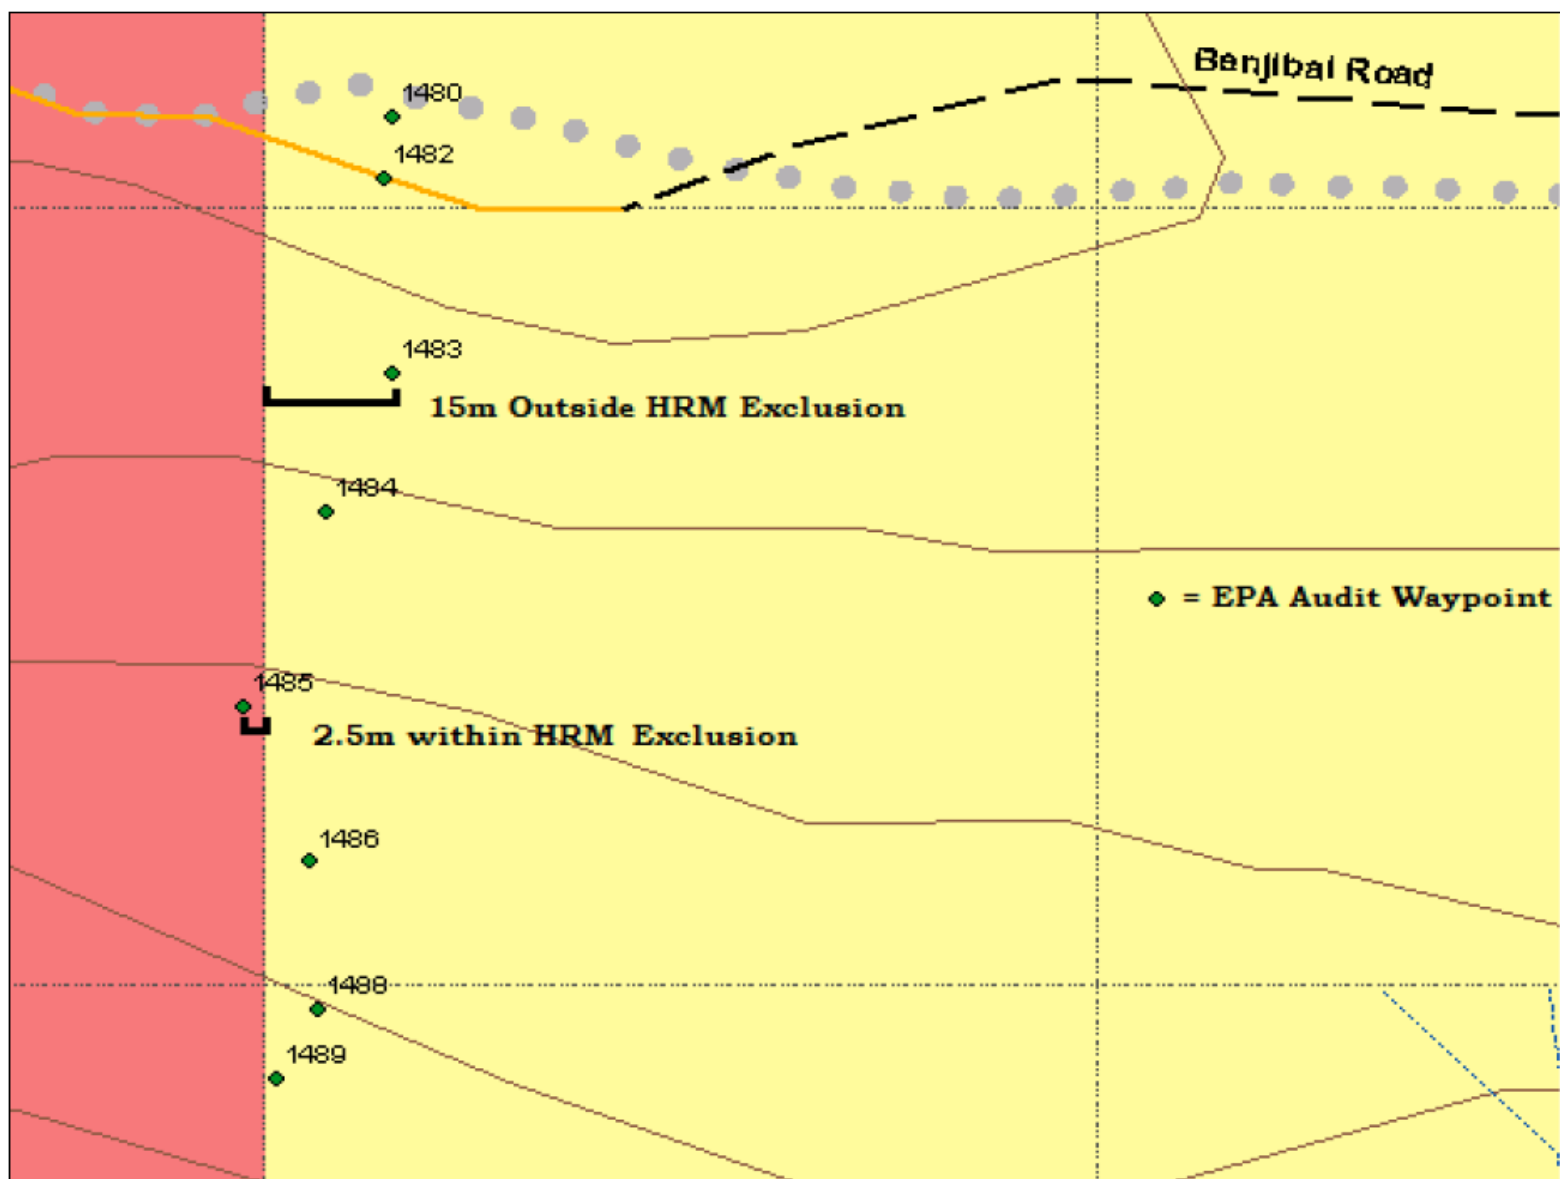 Benjibal Road
1480
1482
1483
15m Outside HRM Exclusion
1484
= EPA Audit Waypoint
1485
2.5m within HRM Exclusion
1486
1488
1489